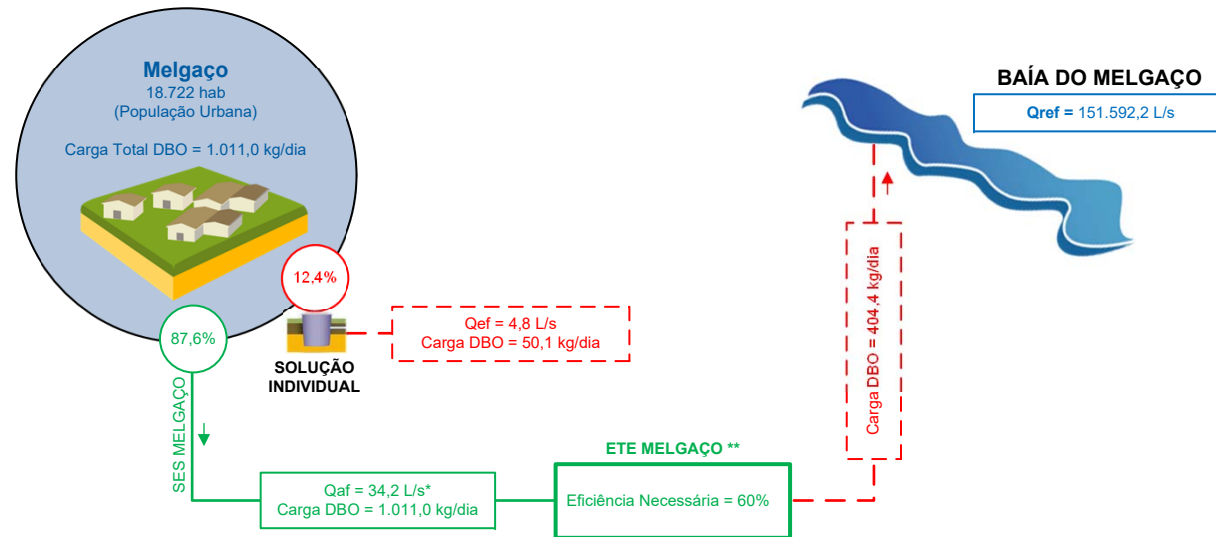 Melgaço
18.722 hab
(População Urbana)
Carga Total DBO = 1.011,0 kg/dia
12,4%
87,6%
SOLUÇÃO
INDIVIDUAL
Qef = 4,8 L/s
Carga DBO = 50,1 kg/dia
SES MELGAÇO
Qaf = 34,2 L/s*
Carga DBO = 1.011,0 kg/dia
ETE MELGAÇO **
Eficiência Necessária = 60%
Carga DBO = 404,4 kg/dia
BAÍA DO MELGAÇO
Qref = 151.592,2 L/s